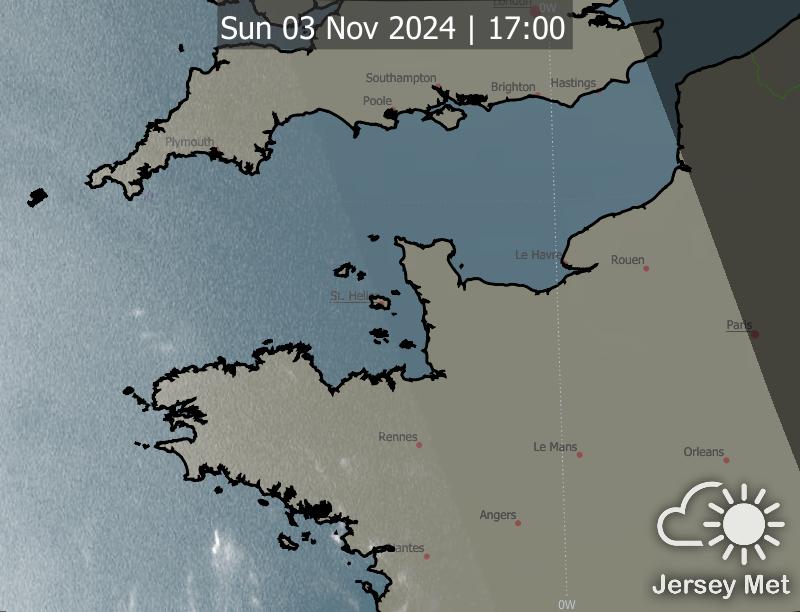 London
0W
Sun 03 Nov 2024 | 17:00
Southampton
Brighton
Hastings
Poole
Plymouth
Le Havre
Rouen
St. Helier
Paris
Rennes
Le Mans
Orleans
Angers
Nantes
Jersey Met
0W